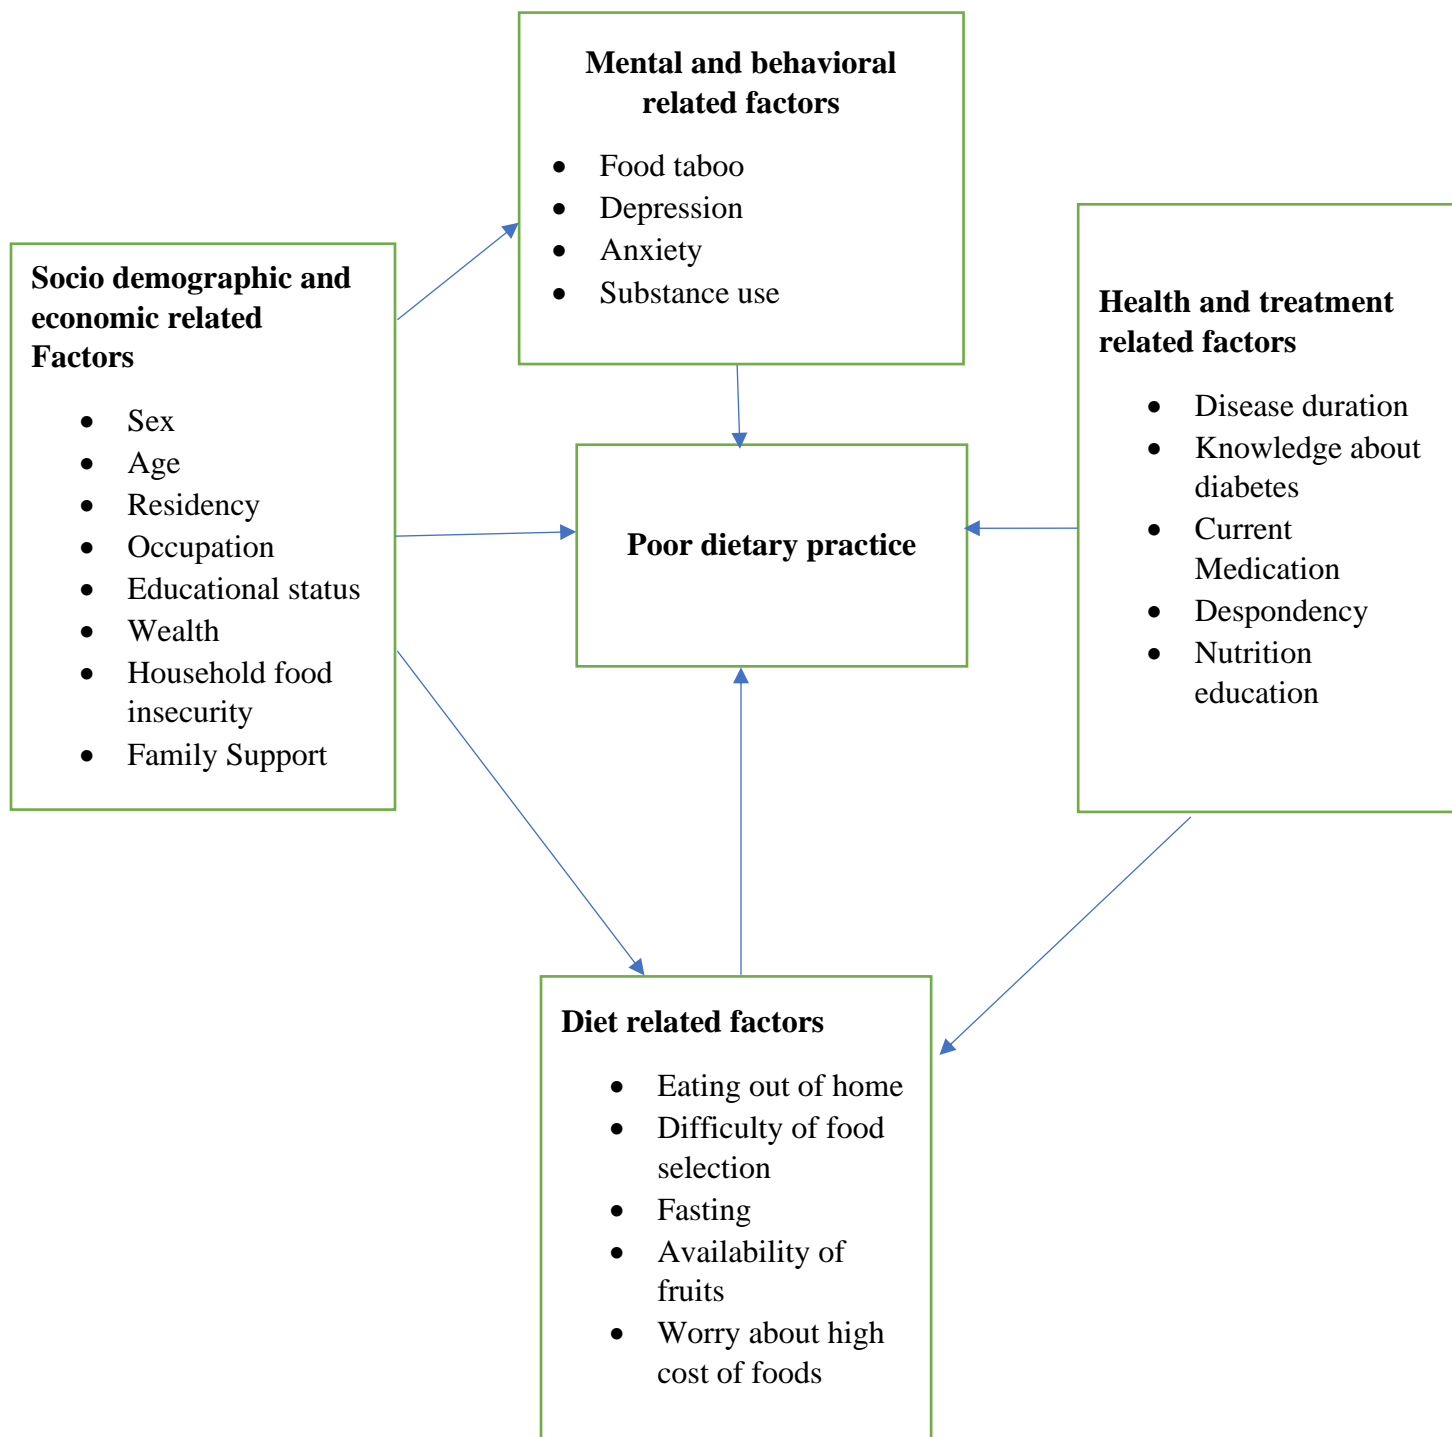 Mental and behavioral
related factors
• Food taboo
• Depression
• Anxiety
• Substance use
Socio demographic and
economic related
Factors
• Sex
• Age
• Residency
• Occupation
• Educational status
• Wealth
• Household food
insecurity
• Family Support
Poor dietary practice
Health and treatment
related factors
• Disease duration
• Knowledge about
diabetes
• Current
Medication
• Despondency
• Nutrition
education
Diet related factors
• Eating out of home
• Difficulty of food
selection
• Fasting
• Availability of
fruits
• Worry about high
cost of foods